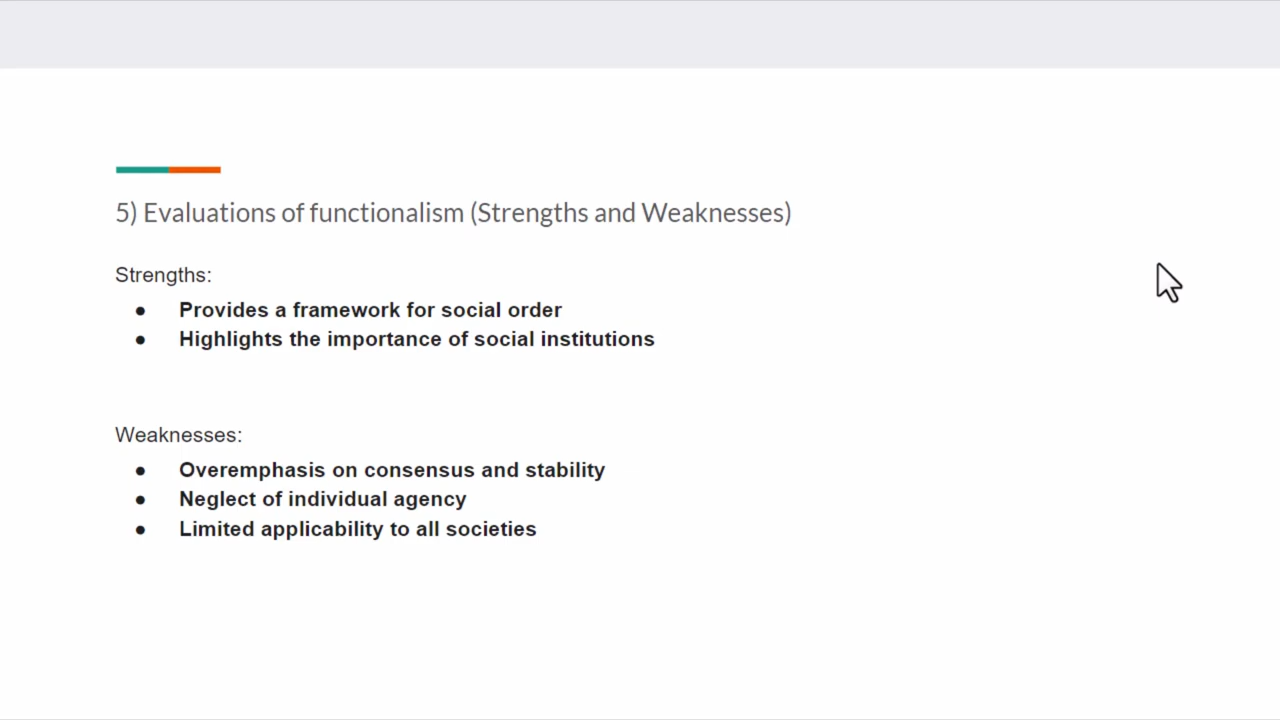 5) Evaluations of functionalism (Strengths and Weaknesses)
Strengths:
● Provides a framework for social order
● Highlights the importance of social institutions
Weaknesses:
● Overemphasis on consensus and stability
● Neglect of individual agency
● Limited applicability to all societies